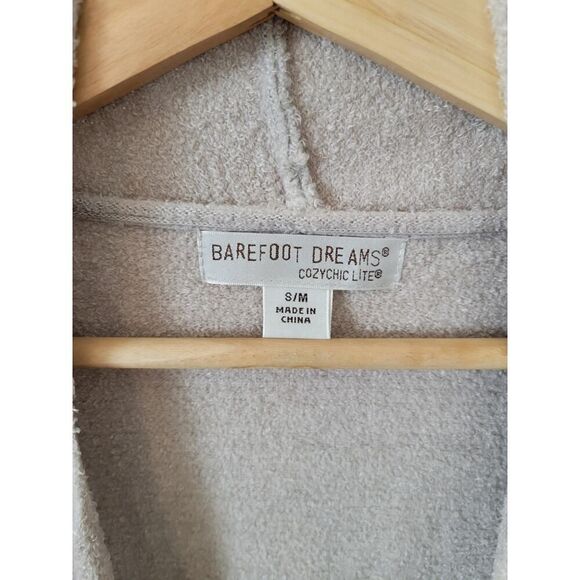 BAREFOOT DREAMS®
COZYCHIC LITE®
S/M
MADE IN
CHINA